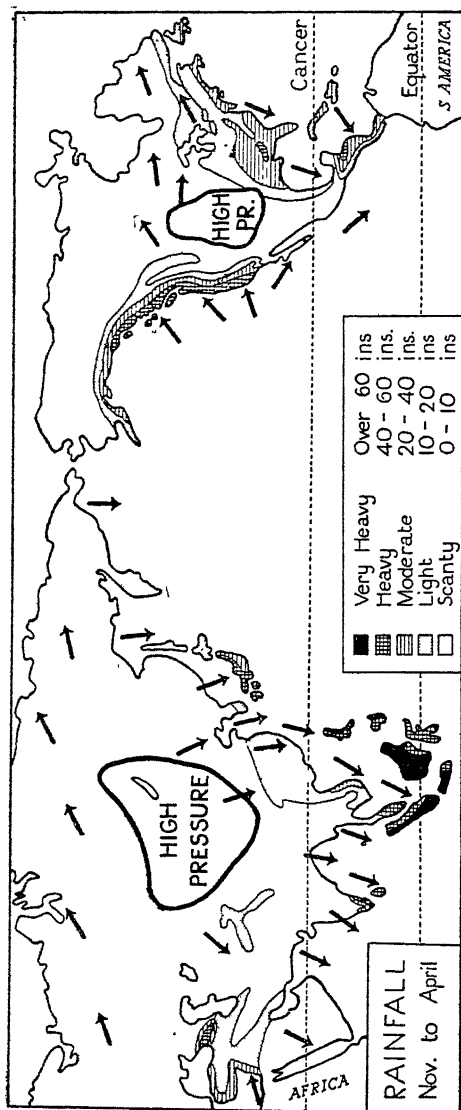 HIGH
PRESSURE
HIGH
PR.
Cancer
Equator
S AMERICA
AFRICA
RAINFALL
Nov. to April
Very Heavy Over 60 ins
Heavy 40 - 60 ins.
Moderate 20 - 40 ins.
Light 10 - 20 ins
Scanty 0 - 10 ins